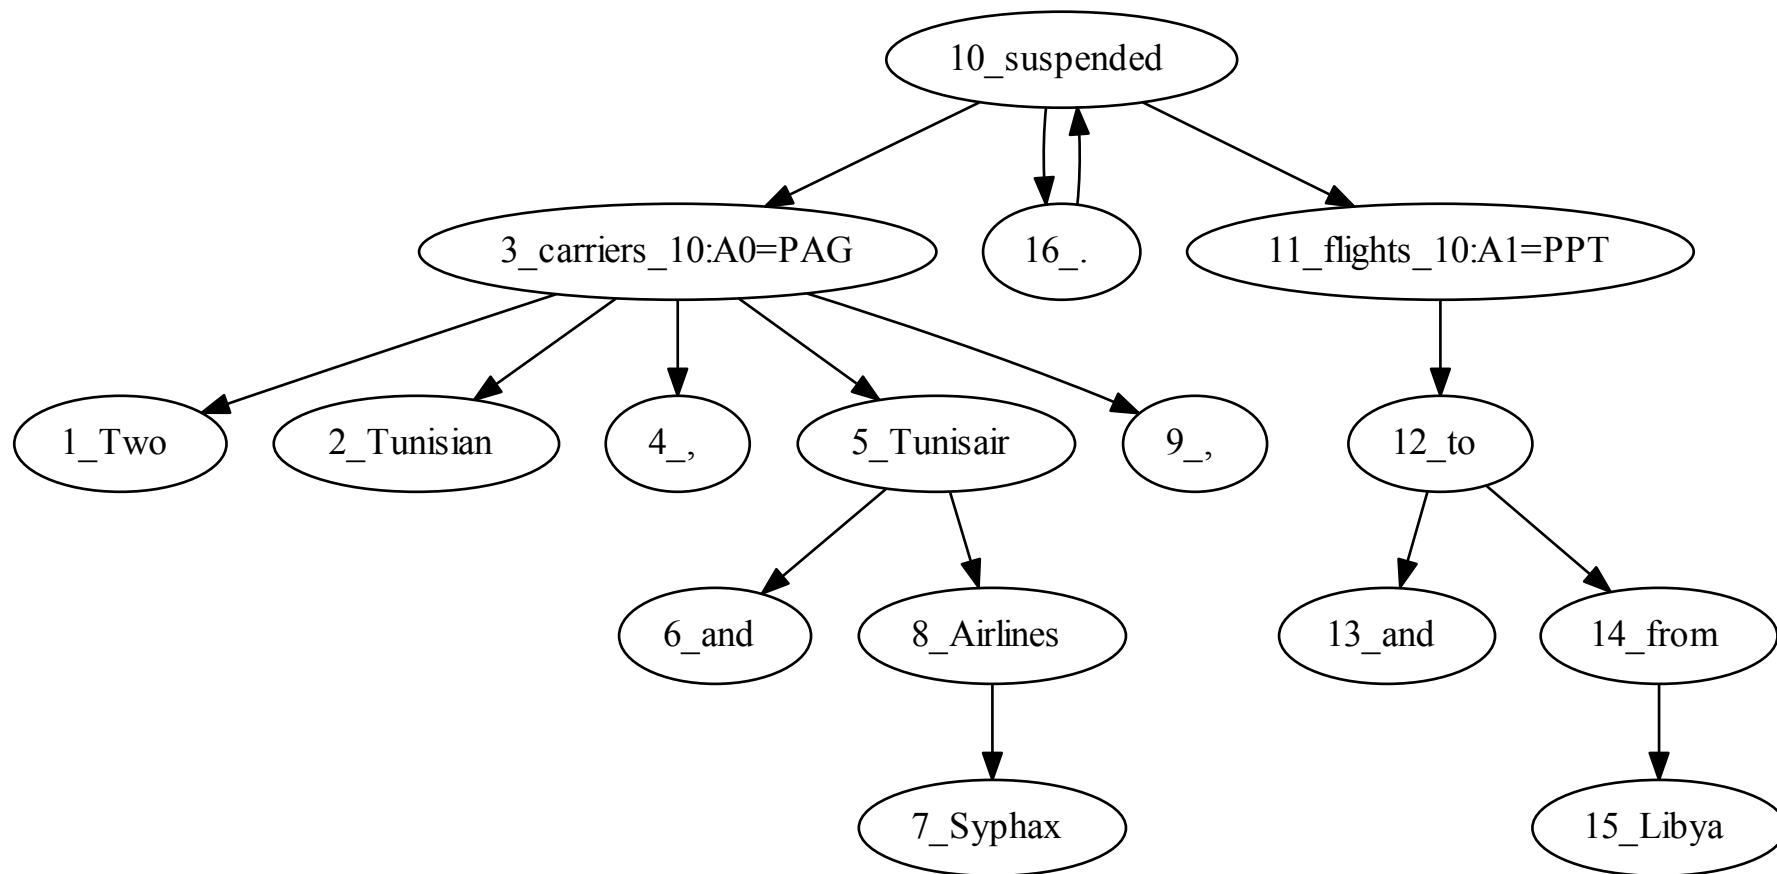 10_suspended
3_carriers_10:A0=PAG
16_.
11_flights_10:A1=PPT
1_Two
2_Tunisian
4_,
5_Tunisair
9_,
12_to
6_and
8_Airlines
13_and
14_from
7_Syphax
15_Libya